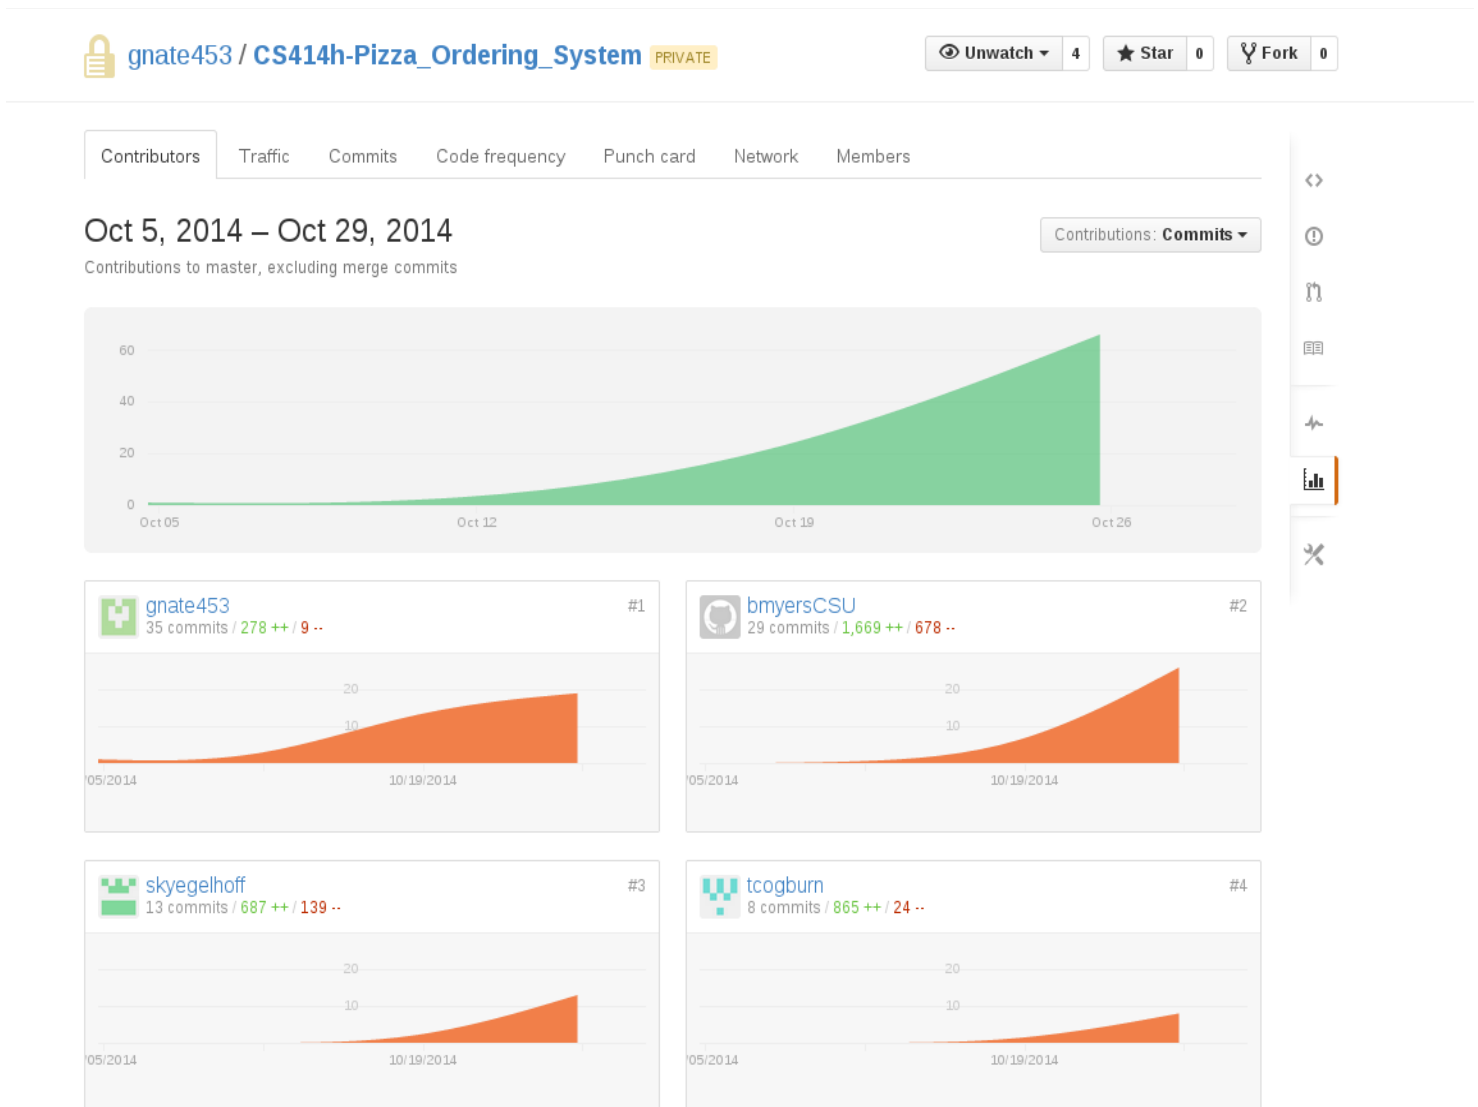 gnate453 / CS414h-Pizza_Ordering_System PRIVATE Unwatch 4 Star 0 Fork 0
Contributors Traffic Commits Code frequency Punch card Network Members
Oct 5, 2014 – Oct 29, 2014
Contributions: Commits
Contributions to master, excluding merge commits
60
40
20
0
Oct 05 Oct 12 Oct 19 Oct 26
gnate453 #1
35 commits / 278 ++ / 9 --
20
10
/05/2014 10/19/2014
bmyersCSU #2
29 commits / 1,669 ++ / 678 --
20
10
/05/2014 10/19/2014
skyegelhoff #3
13 commits / 687 ++ / 139 --
20
10
/05/2014 10/19/2014
tcogburn #4
8 commits / 865 ++ / 24 --
20
10
/05/2014 10/19/2014